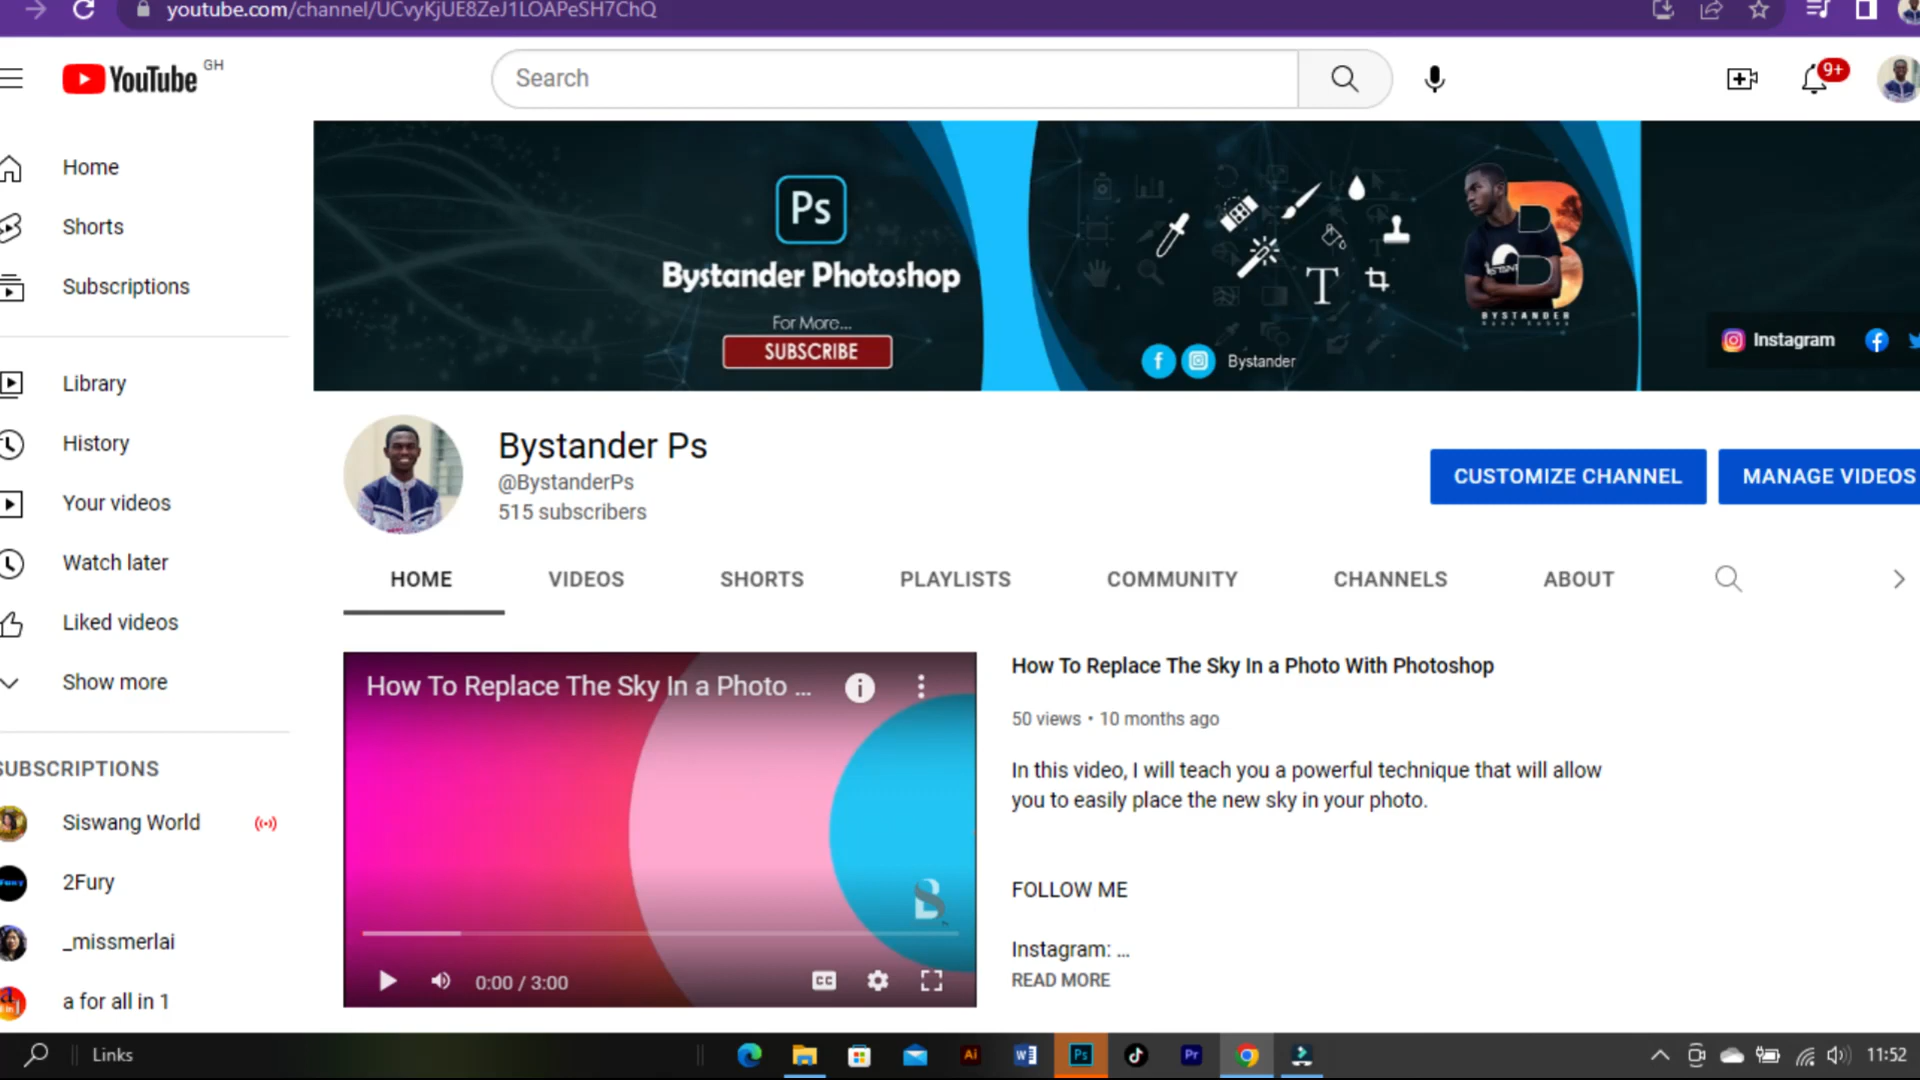 youtube.com/channel/UCvyKjUE8ZeJ1LOAPeSH7ChQ
YouTube GH
Search
9+
Home
Shorts
Subscriptions
Library
History
Your videos
Watch later
Liked videos
Show more
SUBSCRIPTIONS
Siswang World
2Fury
_missmerlai
a for all in 1
Ps
Bystander Photoshop
For More...
SUBSCRIBE
T
Bystander
BYSTANDER
Instagram
Bystander Ps
@BystanderPs
515 subscribers
CUSTOMIZE CHANNEL
MANAGE VIDEOS
HOME VIDEOS SHORTS PLAYLISTS COMMUNITY CHANNELS ABOUT
How To Replace The Sky In a Photo ...
B
0:00 / 3:00
CC
How To Replace The Sky In a Photo With Photoshop
50 views • 10 months ago
In this video, I will teach you a powerful technique that will allow
you to easily place the new sky in your photo.
FOLLOW ME
Instagram: ...
READ MORE
Links
Ai
Ps
Pr
11:52